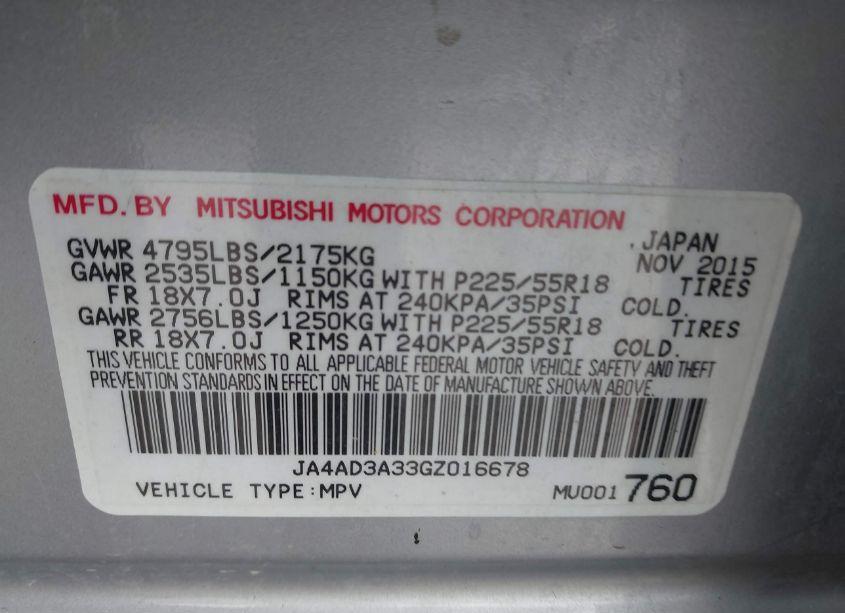 MFD. BY MITSUBISHI MOTORS CORPORATION
GVWR 4795LBS/2175KG . JAPAN
NOV 2015
GAWR 2535LBS/1150KG WITH P225/55R18 TIRES
FR 18X7.0J RIMS AT 240KPA/35PSI COLD.
GAWR 2756LBS/1250KG WITH P225/55R18 TIRES
RR 18X7.0J RIMS AT 240KPA/35PSI COLD.
THIS VEHICLE CONFORMS TO ALL APPLICABLE FEDERAL MOTOR VEHICLE SAFETY AND THEFT
PREVENTION STANDARDS IN EFFECT ON THE DATE OF MANUFACTURE SHOWN ABOVE.
JA4AD3A33GZ016678
VEHICLE TYPE:MPV MU001 760